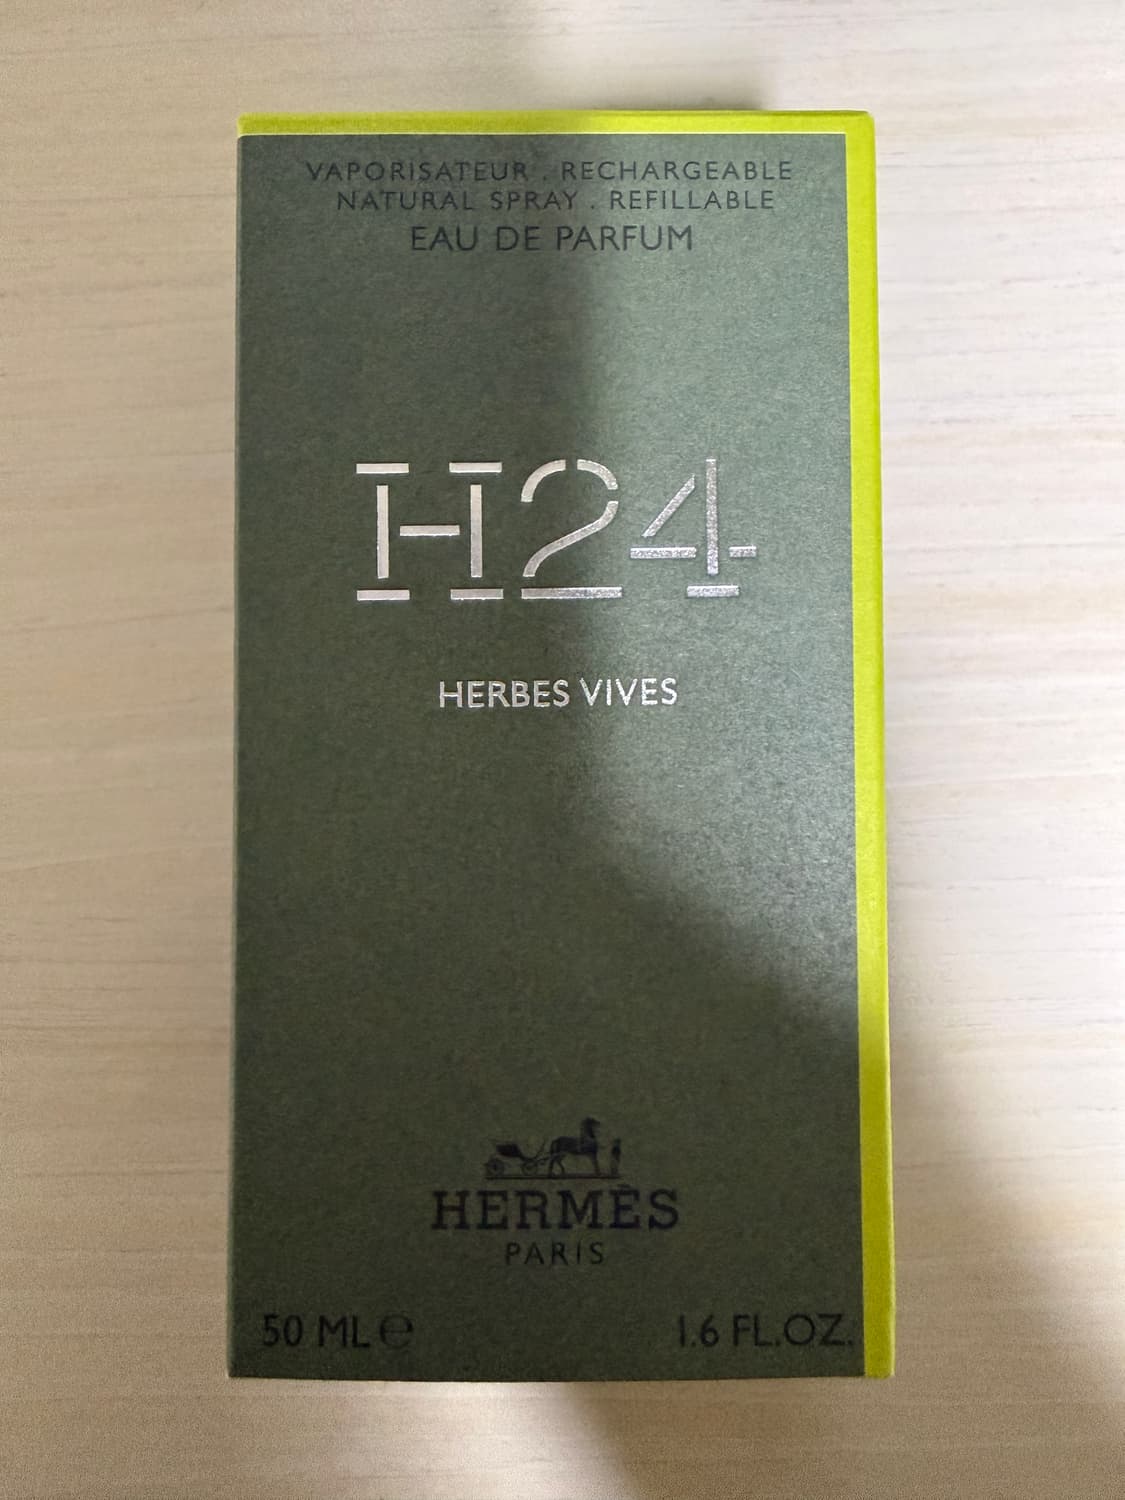 VAPORISATEUR . RECHARGEABLE
NATURAL SPRAY . REFILLABLE
EAU DE PARFUM
H24
HERBES VIVES
HERMÈS
PARIS
50 ML ℮ 1.6 FL.OZ.